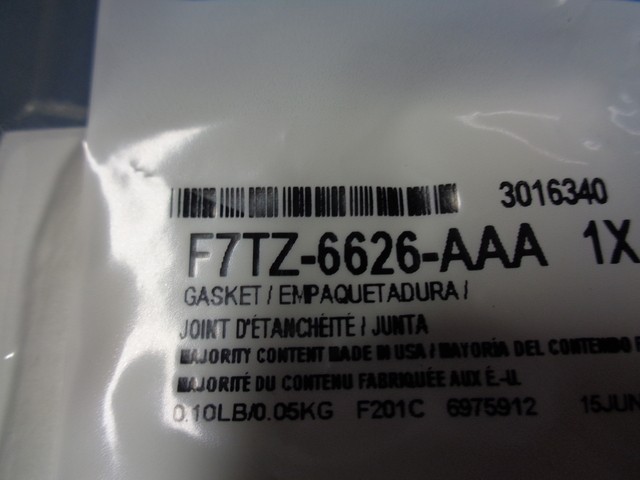 3016340
F7TZ-6626-AAA 1X
GASKET / EMPAQUETADURA /
JOINT D'ÉTANCHÉITÉ / JUNTA
MAJORITY CONTENT MADE IN USA / MAYORÍA DEL CONTENIDO
MAJORITÉ DU CONTENU FABRIQUÉE AUX É.-U.
0.10LB/0.05KG F201C 6975912 15JUN